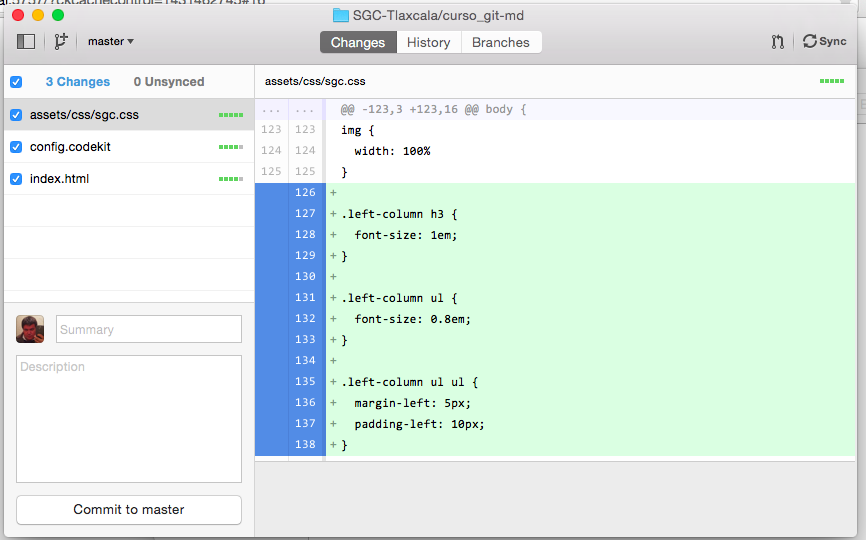 SGC-Tlaxcala/curso_git-md
master
Changes History Branches
Sync
3 Changes 0 Unsynced
assets/css/sgc.css
config.codekit
index.html
Summary
Description
Commit to master
assets/css/sgc.css
... ... @@ -123,3 +123,16 @@ body {
123 123 img {
124 124 width: 100%
125 125 }
126 +
127 + .left-column h3 {
128 + font-size: 1em;
129 + }
130 +
131 + .left-column ul {
132 + font-size: 0.8em;
133 + }
134 +
135 + .left-column ul ul {
136 + margin-left: 5px;
137 + padding-left: 10px;
138 + }